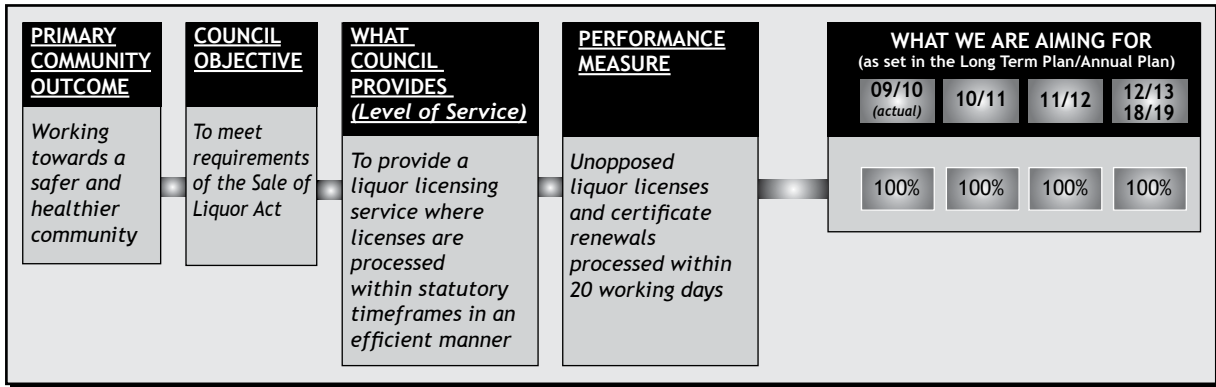 PRIMARY
COMMUNITY
OUTCOME
Working
towards a
safer and
healthier
community
COUNCIL
OBJECTIVE
To meet
requirements
of the Sale of
Liquor Act
WHAT
COUNCIL
PROVIDES
(Level of Service)
To provide a
liquor licensing
service where
licenses are
processed
within statutory
timeframes in an
efficient manner
PERFORMANCE
MEASURE
Unopposed
liquor licenses
and certificate
renewals
processed within
20 working days
WHAT WE ARE AIMING FOR
(as set in the Long Term Plan/Annual Plan)
09/10
(actual)
10/11
11/12
12/13
18/19
100% 100% 100% 100%